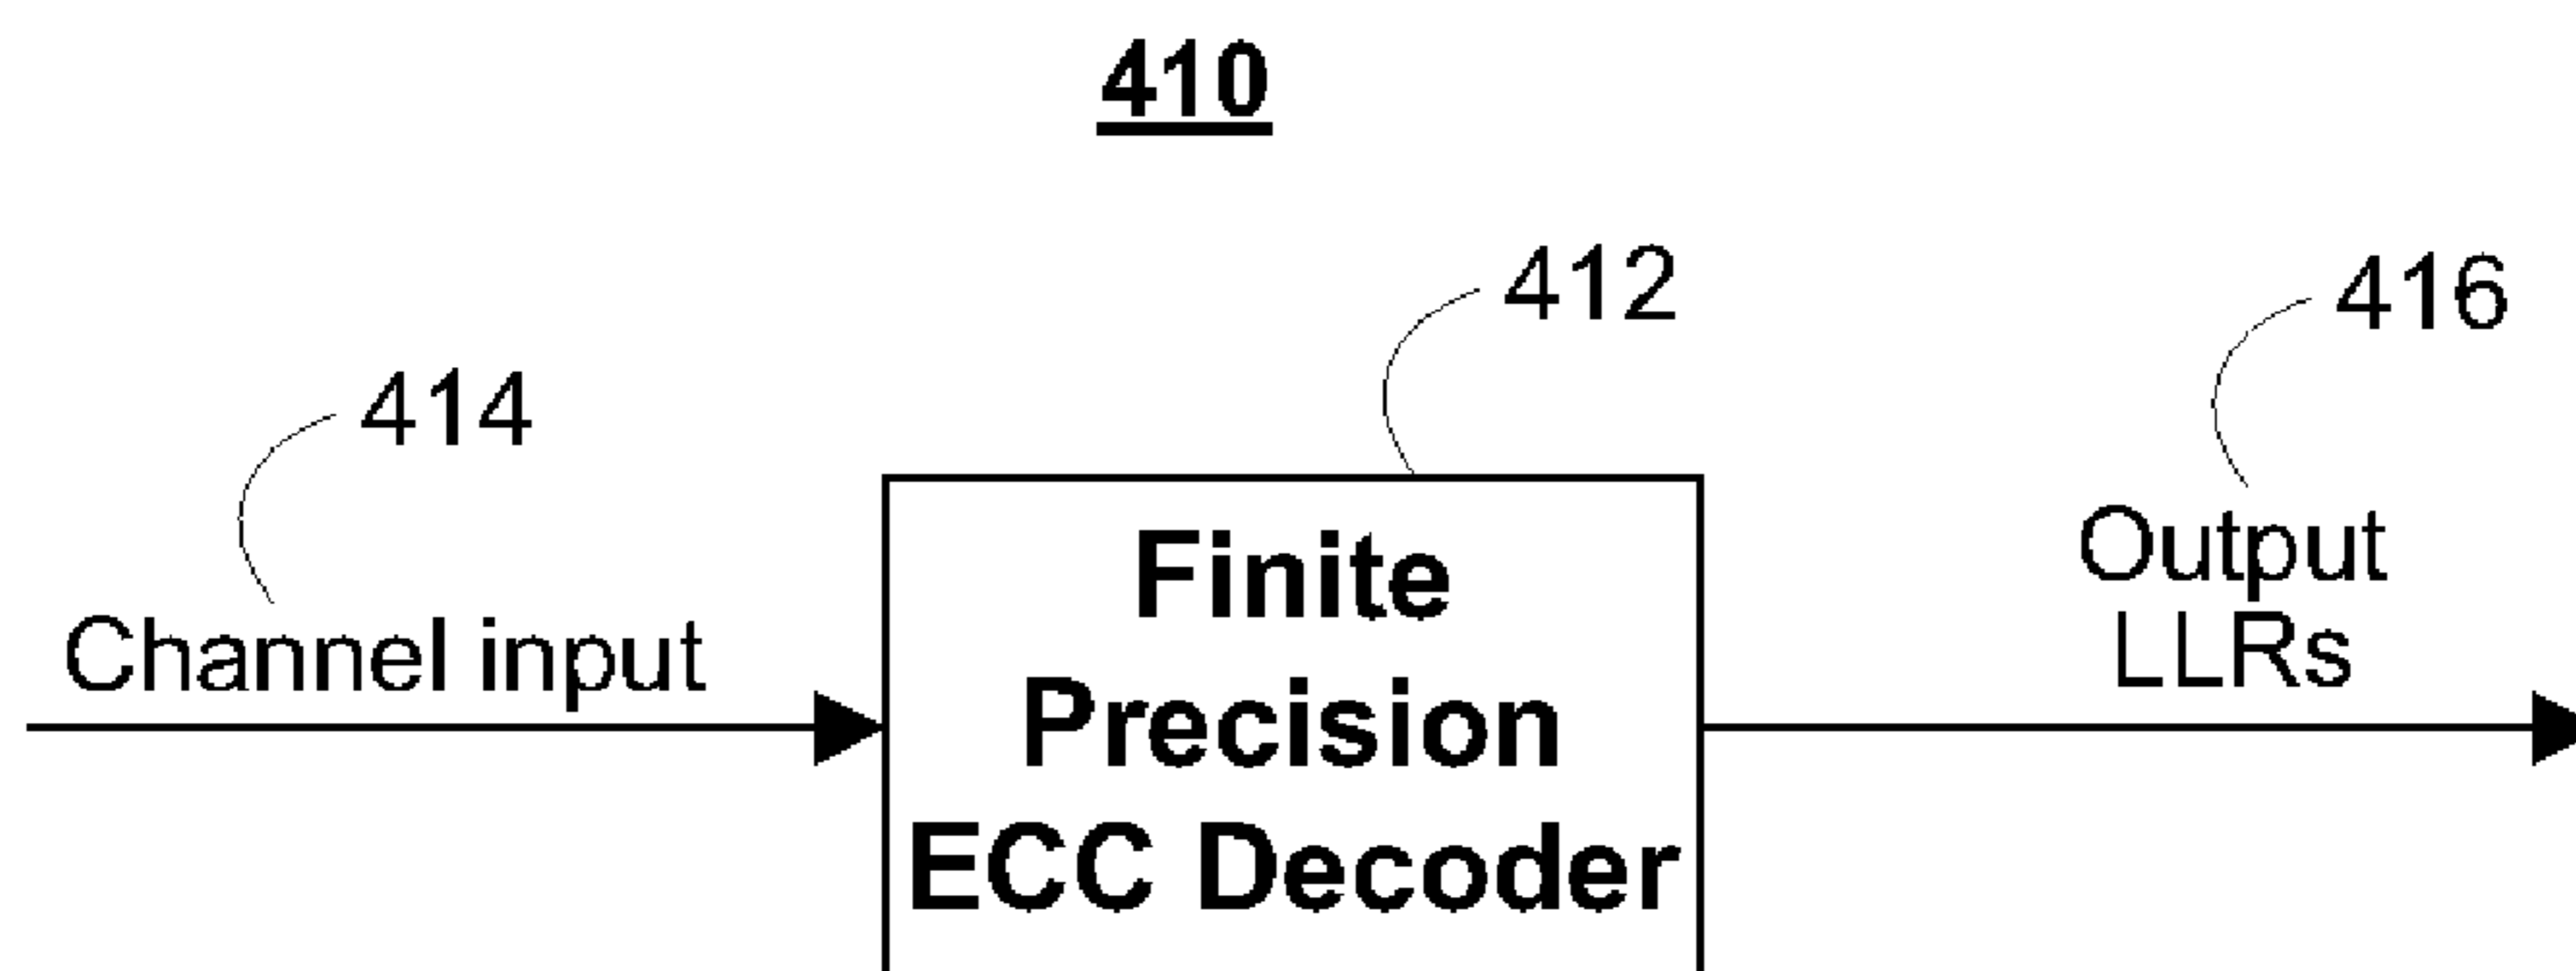 410
412
416
414
Output
LLRs
Channel input
Finite
Precision
ECC Decoder